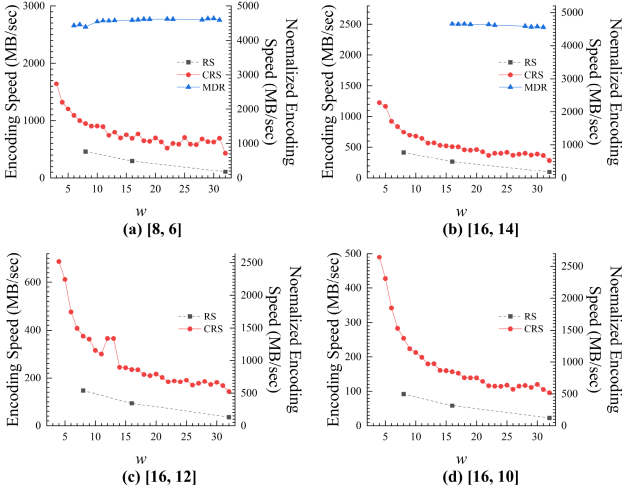 Encoding Speed (MB/sec)
3000
2000
1000
0
5 10 15 20 25 30
w
5000
4000
3000
2000
1000
0
Noemalized Encoding
Speed (MB/sec)
RS
CRS
MDR
(a) [8, 6]
Encoding Speed (MB/sec)
2500
2000
1500
1000
500
0
5 10 15 20 25 30
w
5000
4000
3000
2000
1000
0
Noemalized Encoding
Speed (MB/sec)
RS
CRS
MDR
(b) [16, 14]
Encoding Speed (MB/sec)
600
400
200
0
5 10 15 20 25 30
w
2500
2000
1500
1000
500
0
Noemalized Encoding
Speed (MB/sec)
RS
CRS
(c) [16, 12]
Encoding Speed (MB/sec)
500
400
300
200
100
0
5 10 15 20 25 30
w
2500
2000
1500
1000
500
0
Noemalized Encoding
Speed (MB/sec)
RS
CRS
(d) [16, 10]